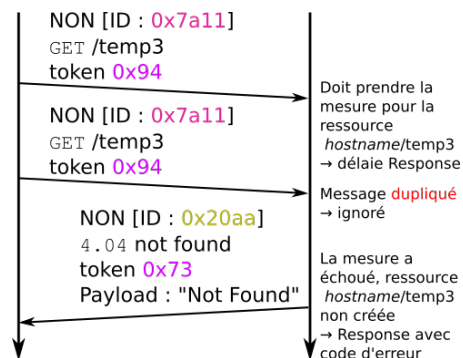 NON [ID : 0x7a11]
GET /temp3
token 0x94
Doit prendre la
mesure pour la
ressource
hostname/temp3
→ délaie Response
NON [ID : 0x7a11]
GET /temp3
token 0x94
Message dupliqué
→ ignoré
NON [ID : 0x20aa]
4.04 not found
token 0x73
Payload : "Not Found"
La mesure a
échoué, ressource
hostname/temp3
non créée
→ Response avec
code d'erreur